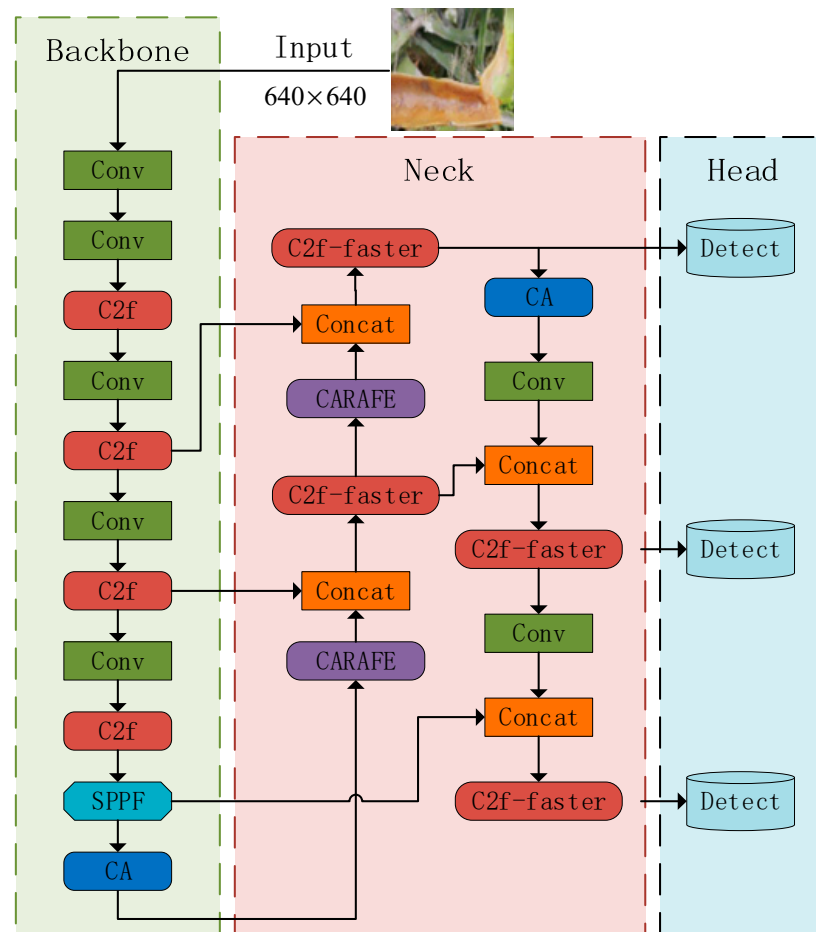 Backbone
Input
640×640
Conv
Conv
C2f
Conv
C2f
Conv
C2f
Conv
C2f
SPPF
CA
Neck
C2f-faster
Concat
CARAFE
C2f-faster
Concat
CARAFE
CA
Conv
Concat
C2f-faster
Conv
Concat
C2f-faster
Head
Detect
Detect
Detect